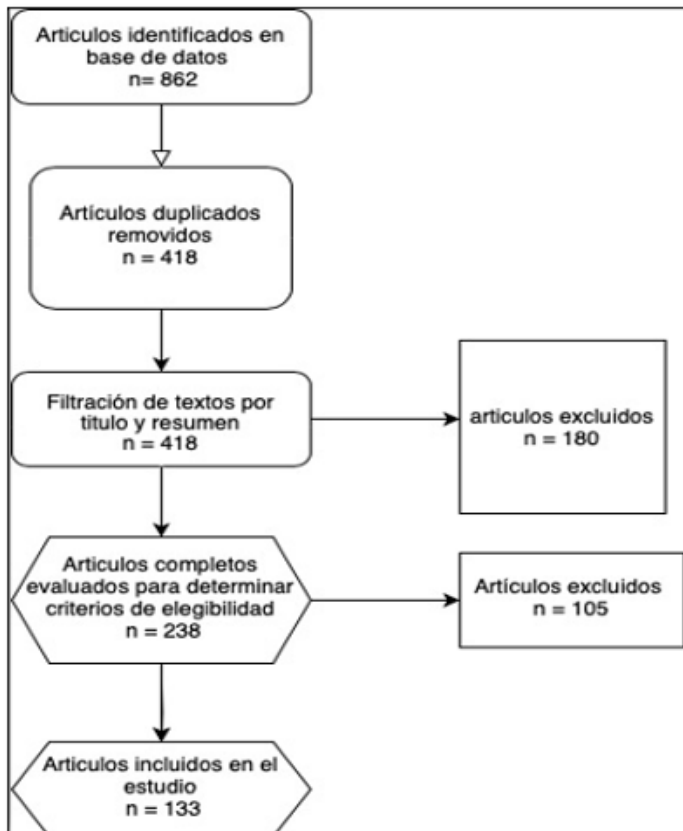 Articulos identificados en
base de datos
n= 862
Artículos duplicados
removidos
n = 418
Filtración de textos por
titulo y resumen
n = 418
articulos excluidos
n = 180
Articulos completos
evaluados para determinar
criterios de elegibilidad
n = 238
Artículos excluidos
n = 105
Articulos incluidos en el
estudio
n = 133